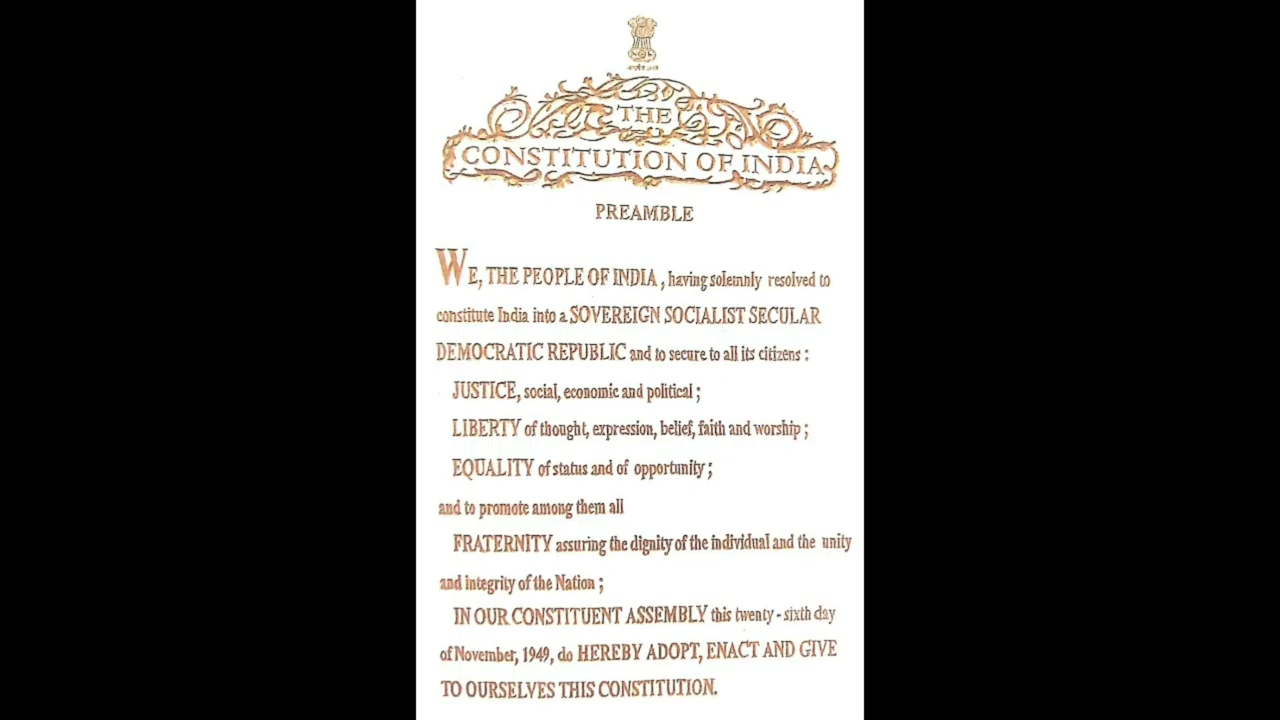 THE
CONSTITUTION OF INDIA
PREAMBLE
WE, THE PEOPLE OF INDIA , having solemnly resolved to
constitute India into a SOVEREIGN SOCIALIST SECULAR
DEMOCRATIC REPUBLIC and to secure to all its citizens :
JUSTICE, social, economic and political ;
LIBERTY of thought, expression, belief, faith and worship ;
EQUALITY of status and of opportunity ;
and to promote among them all
FRATERNITY assuring the dignity of the individual and the unity
and integrity of the Nation ;
IN OUR CONSTITUENT ASSEMBLY this twenty - sixth day
of November, 1949, do HEREBY ADOPT, ENACT AND GIVE
TO OURSELVES THIS CONSTITUTION.